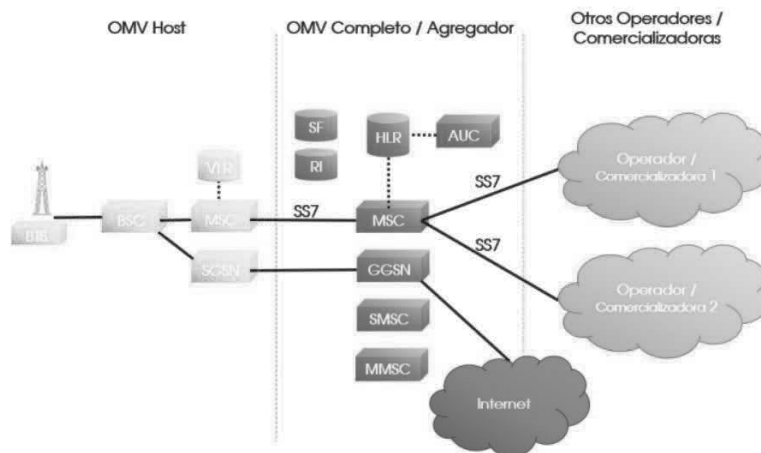 OMV Host
OMV Completo / Agregador
Otros Operadores /
Comercializadoras
SF
RI
HLR
AUC
VLR
BTS
BSC
MSC
SS7
MSC
SS7
SS7
Operador /
Comercializadora 1
SGSN
GGSN
Operador /
Comercializadora 2
SMSC
MMSC
Internet